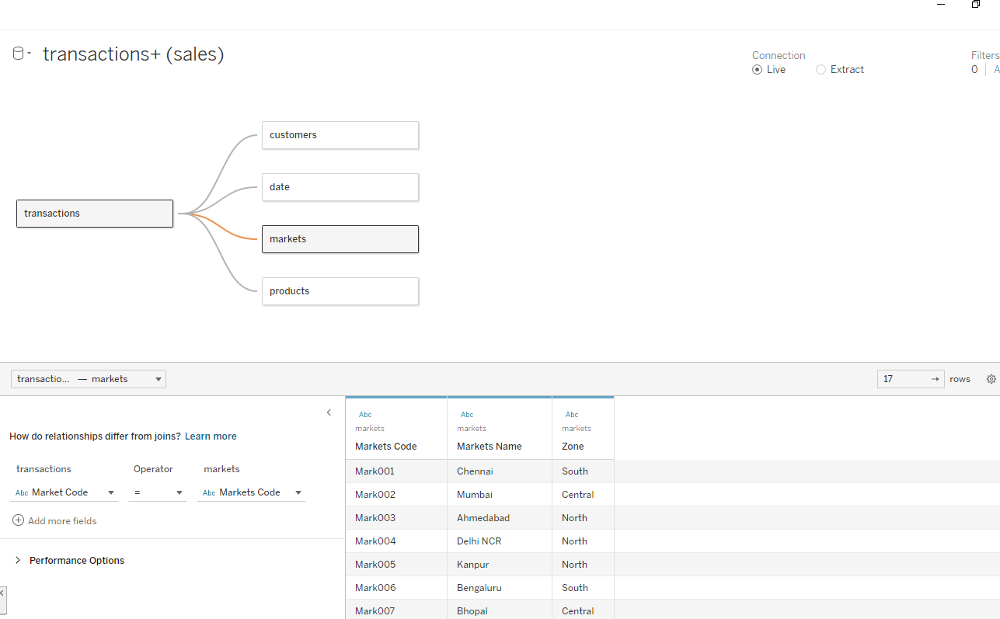 transactions+ (sales)
Connection
Live
Extract
Filters
0
customers
date
transactions
markets
products
transactio... — markets
17 → rows
How do relationships differ from joins? Learn more
transactions Operator markets
Abc Market Code = Abc Markets Code
Add more fields
Performance Options
Abc Abc Abc
markets markets markets
Markets Code Markets Name Zone
Mark001 Chennai South
Mark002 Mumbai Central
Mark003 Ahmedabad North
Mark004 Delhi NCR North
Mark005 Kanpur North
Mark006 Bengaluru South
Mark007 Bhopal Central